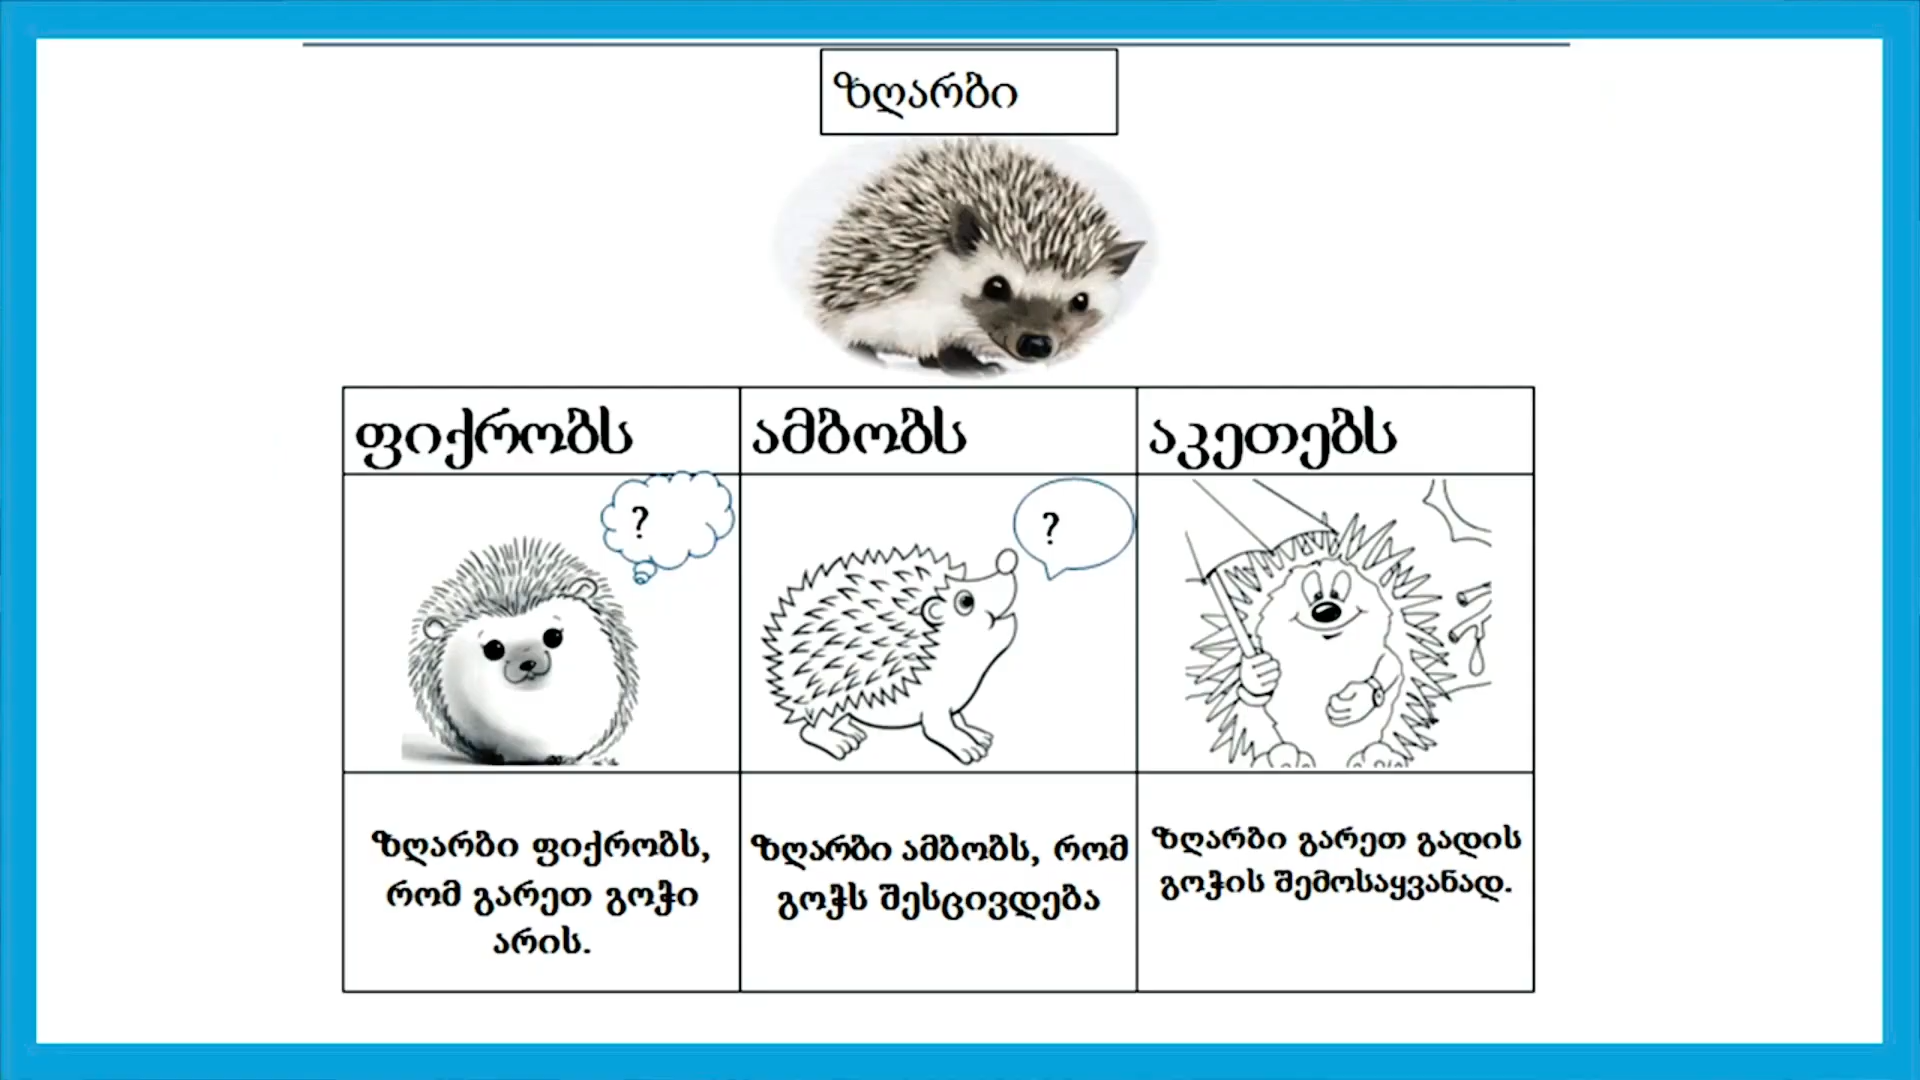 ზღარბი
ფიქრობს
ამბობს
აკეთებს
?
?
ზღარბი ფიქრობს,
რომ გარეთ გოჭი
არის.
ზღარბი ამბობს, რომ
გოჭს შესცივდება
ზღარბი გარეთ გადის
გოჭის შემოსაყვანად.